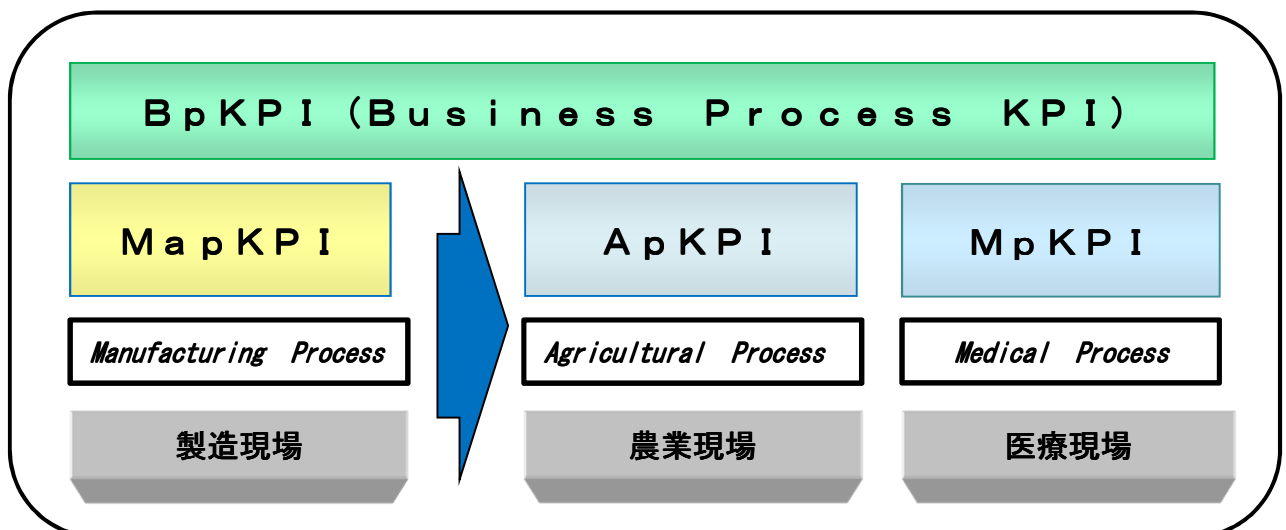 ＢｐＫＰＩ（Ｂｕｓｉｎｅｓｓ　Ｐｒｏｃｅｓｓ　ＫＰＩ）
ＭａｐＫＰＩ
ＡｐＫＰＩ
ＭｐＫＰＩ
Manufacturing Process
Agricultural Process
Medical Process
製造現場
農業現場
医療現場